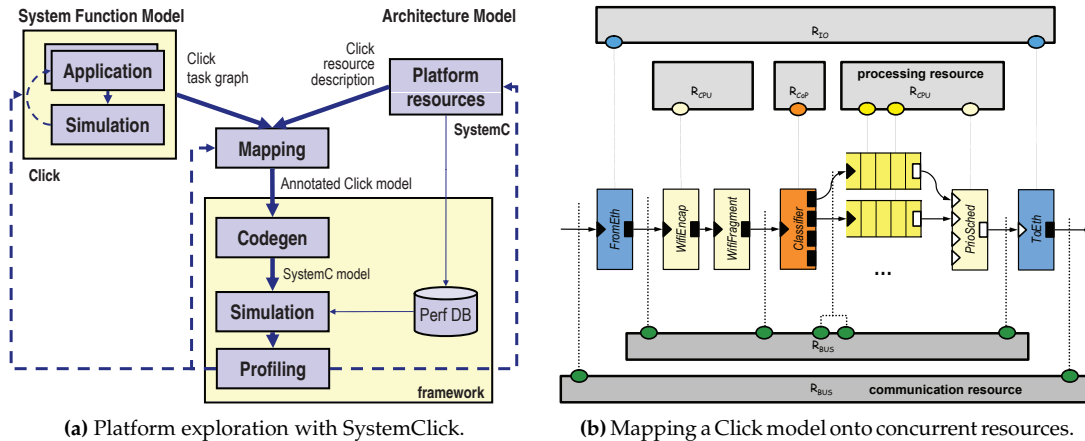 System Function Model
Architecture Model
Application
Simulation
Click
Click
task graph
Click
resource
description
Platform
resources
SystemC
Mapping
Annotated Click model
Codegen
SystemC model
Simulation
Perf DB
Profiling
framework
(a) Platform exploration with SystemClick.
RIO
RCPU
RCoP
processing resource
RCPU
FromEth
WifiEncap
WifiFragment
Classifier
PrioSched
ToEth
...
RBUS
RBUS communication resource
(b) Mapping a Click model onto concurrent resources.